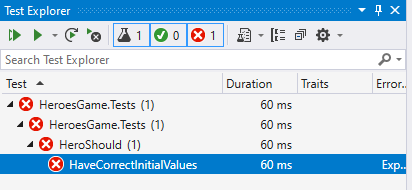 Test Explorer
1 0 1
Search Test Explorer
Test Duration Traits Error...
HeroesGame.Tests (1) 60 ms
HeroesGame.Tests (1) 60 ms
HeroShould (1) 60 ms
HaveCorrectInitialValues 60 ms Exp...